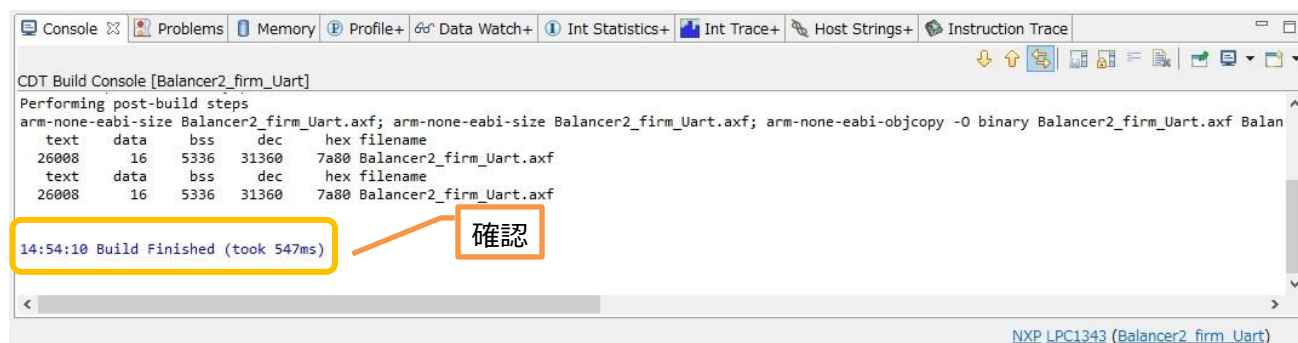 Console Problems Memory Profile+ Data Watch+ Int Statistics+ Int Trace+ Host Strings+ Instruction Trace
CDT Build Console [Balancer2_firm_Uart]
Performing post-build steps
arm-none-eabi-size Balancer2_firm_Uart.axf; arm-none-eabi-size Balancer2_firm_Uart.axf; arm-none-eabi-objcopy -O binary Balancer2_firm_Uart.axf Balan
text data bss dec hex filename
26008 16 5336 31360 7a80 Balancer2_firm_Uart.axf
text data bss dec hex filename
26008 16 5336 31360 7a80 Balancer2_firm_Uart.axf
確認
14:54:10 Build Finished (took 547ms)
NXP LPC1343 (Balancer2_firm_Uart)